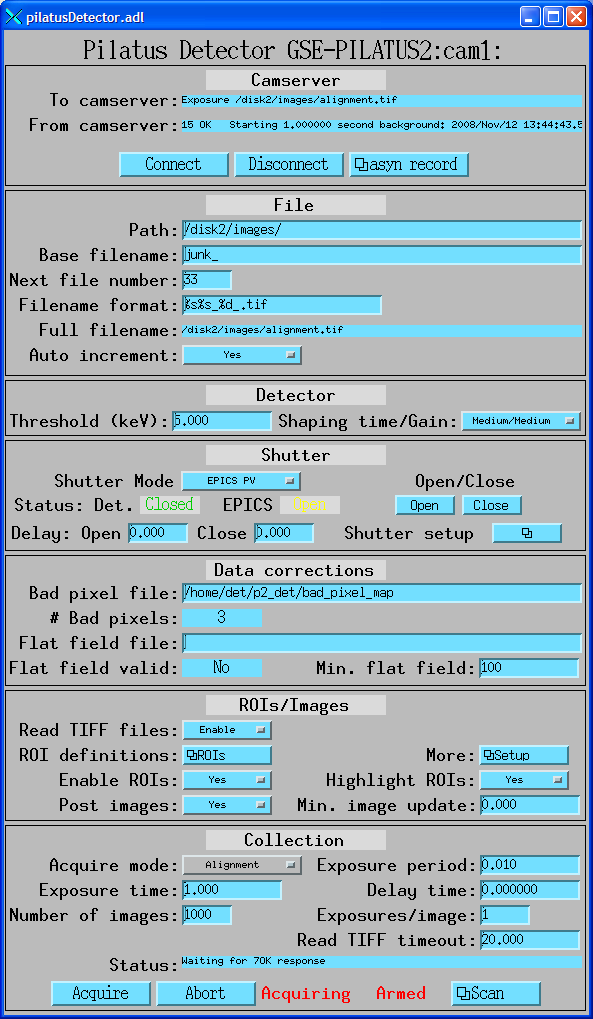 pilatusDetector.adl
Pilatus Detector GSE-PILATUS2:cam1:
Camserver
To camserver: Exposure /disk2/images/alignment.tif
From camserver: 15 OK Starting 1.000000 second background: 2008/Nov/12 13:44:43.5
Connect Disconnect asyn record
File
Path: /disk2/images/
Base filename: junk_
Next file number: 33
Filename format: %s%s_%d_.tif
Full filename: /disk2/images/alignment.tif
Auto increment: Yes
Detector
Threshold (keV): 5.000 Shaping time/Gain: Medium/Medium
Shutter
Shutter Mode EPICS PV Open/Close
Status: Det. Closed EPICS Open Open Close
Delay: Open 0.000 Close 0.000 Shutter setup
Data corrections
Bad pixel file: /home/det/p2_det/bad_pixel_map
# Bad pixels: 3
Flat field file:
Flat field valid: No Min. flat field: 100
ROIs/Images
Read TIFF files: Enable
ROI definitions: ROIs More: Setup
Enable ROIs: Yes Highlight ROIs: Yes
Post images: Yes Min. image update: 0.000
Collection
Acquire mode: Alignment Exposure period: 0.010
Exposure time: 1.000 Delay time: 0.000000
Number of images: 1000 Exposures/image: 1
Read TIFF timeout: 20.000
Status: Waiting for 7OK response
Acquire Abort Acquiring Armed Scan